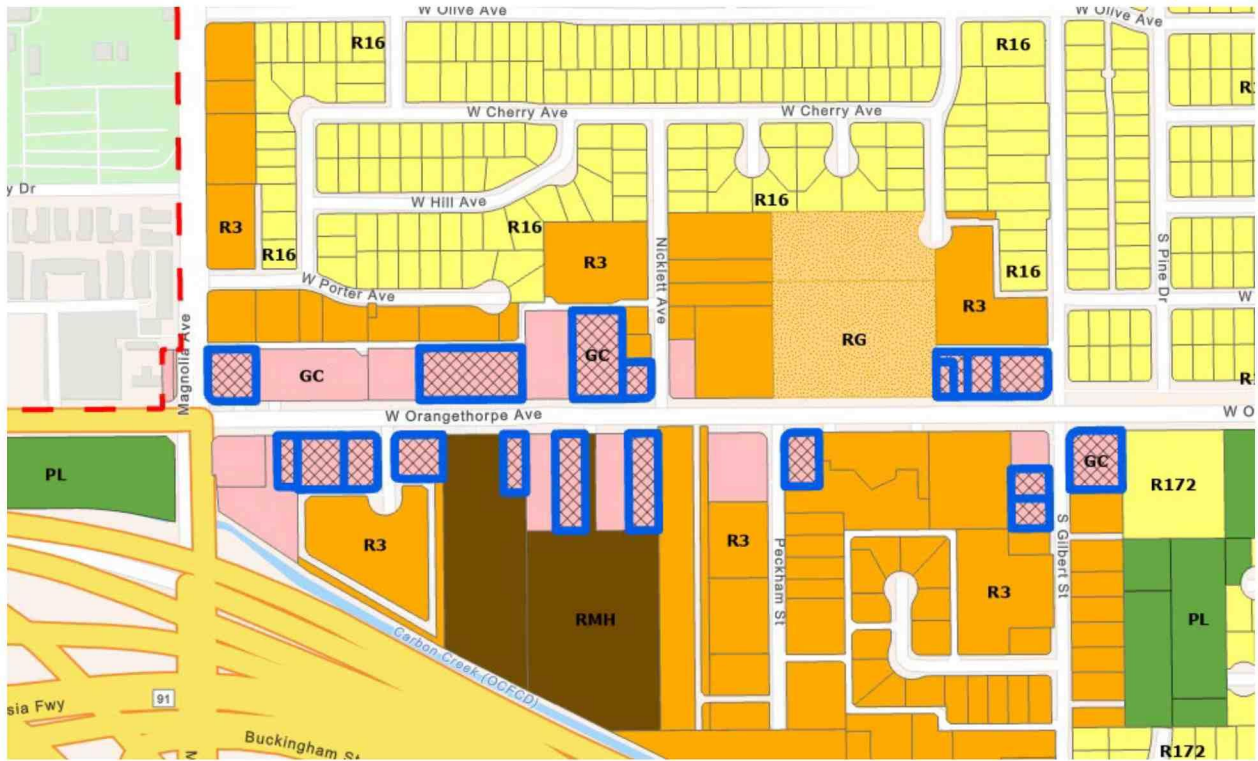 W Olive Ave
W Olive Ave
R16
R16
R
W Cherry Ave
W Cherry Ave
y Dr
W Hill Ave
R16
R3
R16
R16
R3
R16
W Porter Ave
Nicklett Ave
R3
S Pine Dr
W
Magnolia Ave
GC
GC
RG
R
W Orangethorpe Ave
W O
PL
GC
R172
R3
R3
Peckham St
S Gilbert St
R3
RMH
PL
Carbon Creek (OCFCD)
91
sia Fwy
Buckingham St
R172